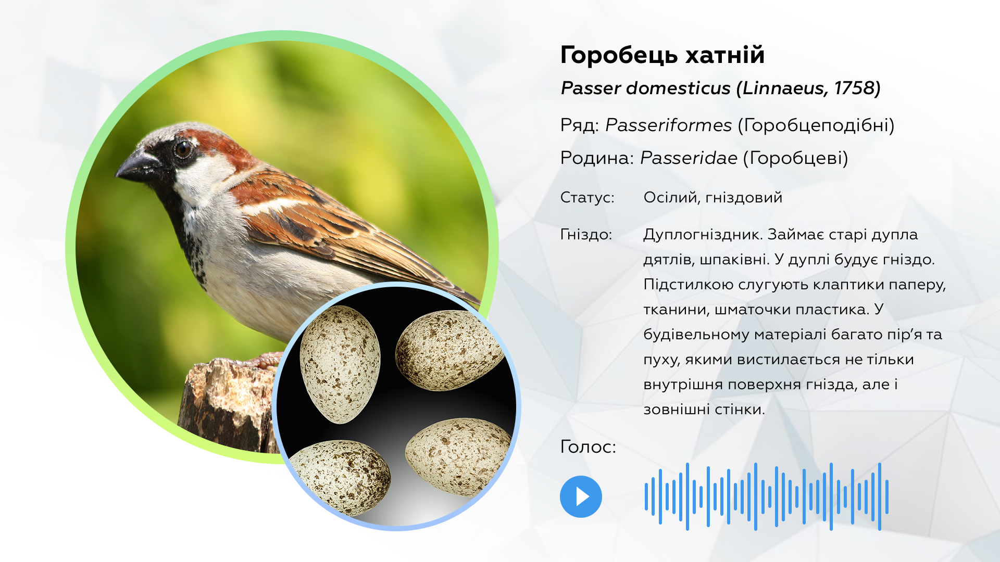 Горобець хатній
Passer domesticus (Linnaeus, 1758)
Ряд: Passeriformes (Горобцеподібні)
Родина: Passeridae (Горобцеві)
Статус: Осілий, гніздовий
Гніздо: Дуплогніздник. Займає старі дупла
дятлів, шпаківні. У дуплі будує гніздо.
Підстилкою слугують клаптики паперу,
тканини, шматочки пластика. У
будівельному матеріалі багато пір’я та
пуху, якими вистилається не тільки
внутрішня поверхня гнізда, але і
зовнішні стінки.
Голос: